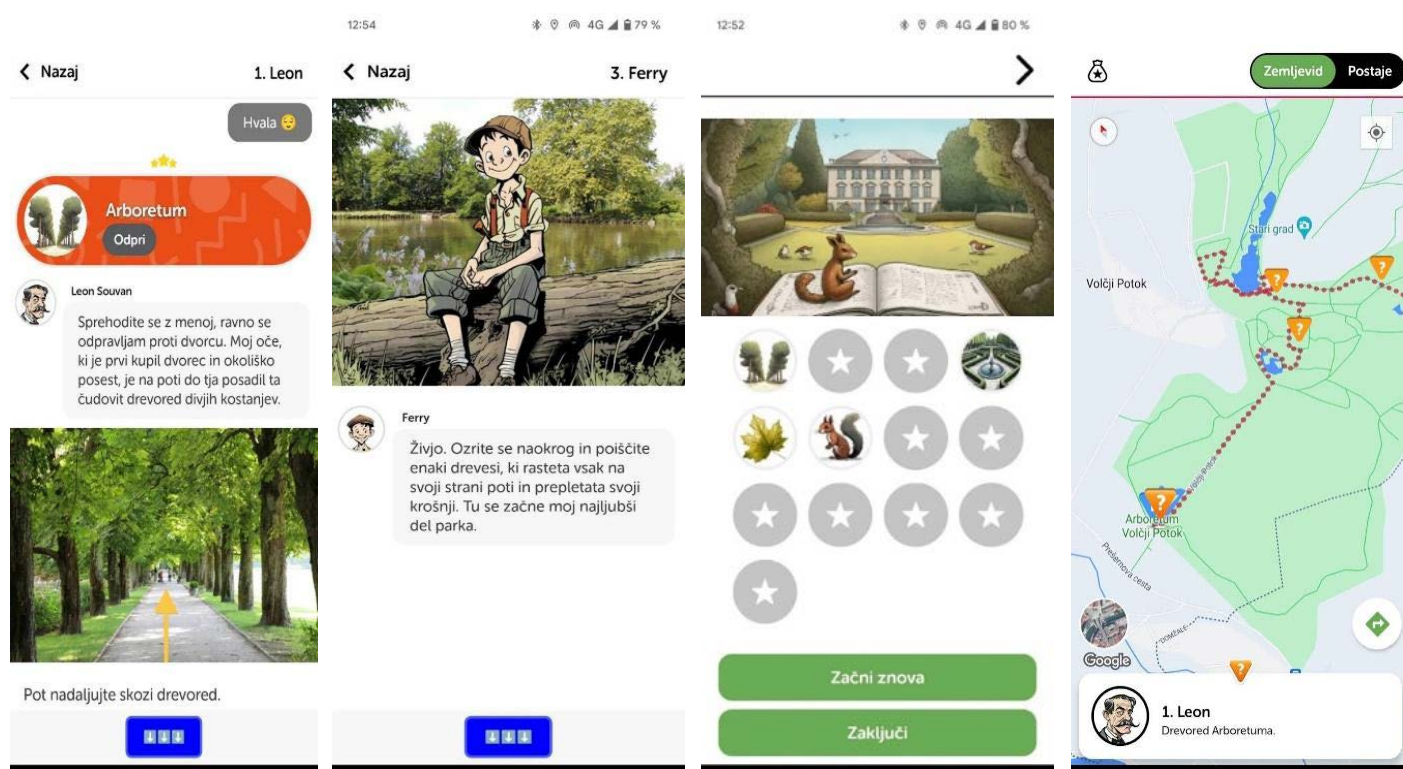 Nazaj
1. Leon
Hvala
Arboretum
Odpri
Leon Souvan
Sprehodite se z menoj, ravno se
odpravljam proti dvorcu. Moj oče,
ki je prvi kupil dvorec in okoliško
posest, je na poti do tja posadil ta
čudovit drevored divjih kostanjev.
Pot nadaljujte skozi drevored.
12:54
4G 79 %
Nazaj
3. Ferry
Ferry
Živjo. Ozrite se naokrog in poiščite
enaki drevesi, ki rasteta vsak na
svoji strani poti in prepletata svoji
krošnji. Tu se začne moj najljubši
del parka.
12:52
4G 80 %
Začni znova
Zaključi
Zemljevid
Postaje
Stari grad
Volčji Potok
Volčji Potok
Arboretum
Volčji Potok
Prešernova cesta
DOMŽALE
Google
1. Leon
Drevored Arboretuma.